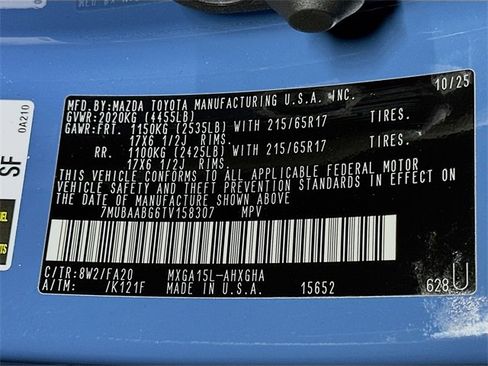 MFD.BY:MAZDA TOYOTA MANUFACTURING U.S.A. INC. 10/25
GVWR:2020KG (4455LB)
GAWR:FRT. 1150KG (2535LB) WITH 215/65R17 TIRES.
17X6 1/2J RIMS.
RR. 1100KG (2425LB) WITH 215/65R17 TIRES.
17X6 1/2J RIMS.
THIS VEHICLE CONFORMS TO ALL APPLICABLE FEDERAL MOTOR
VEHICLE SAFETY AND THEFT PREVENTION STANDARDS IN EFFECT ON
THE DATE OF MANUFACTURE SHOWN ABOVE.
7MUBAABG6TV158307 MPV
C/TR:8W2/FA20 MXGA15L-AHXGHA
A/TM: /K121F MADE IN U.S.A. 15652 628U
0A210
SF